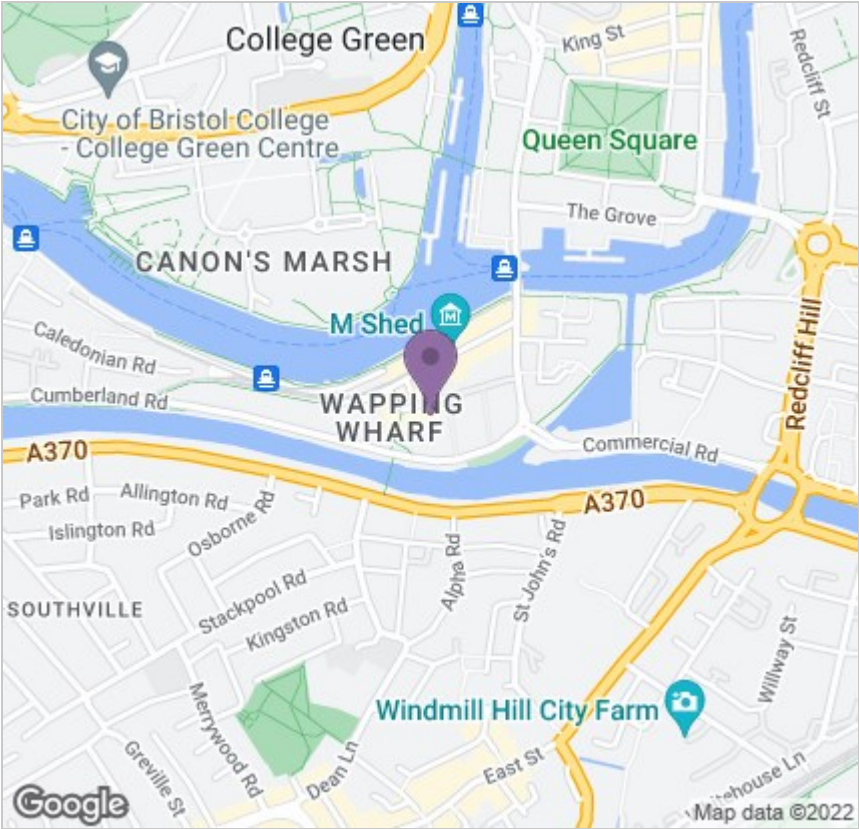 College Green
King St
Redcliff St
City of Bristol College
- College Green Centre
Queen Square
The Grove
CANON'S MARSH
M Shed
M
Redcliff Hill
Caledonian Rd
Cumberland Rd
WAPPING
WHARF
Commercial Rd
A370
A370
Park Rd
Allington Rd
Islington Rd
Osborne Rd
Alpha Rd
St John's Rd
SOUTHVILLE
Stackpool Rd
Kingston Rd
Willway St
Merrywood Rd
Windmill Hill City Farm
Greville St
Dean Ln
East St
Google
Map data ©2022